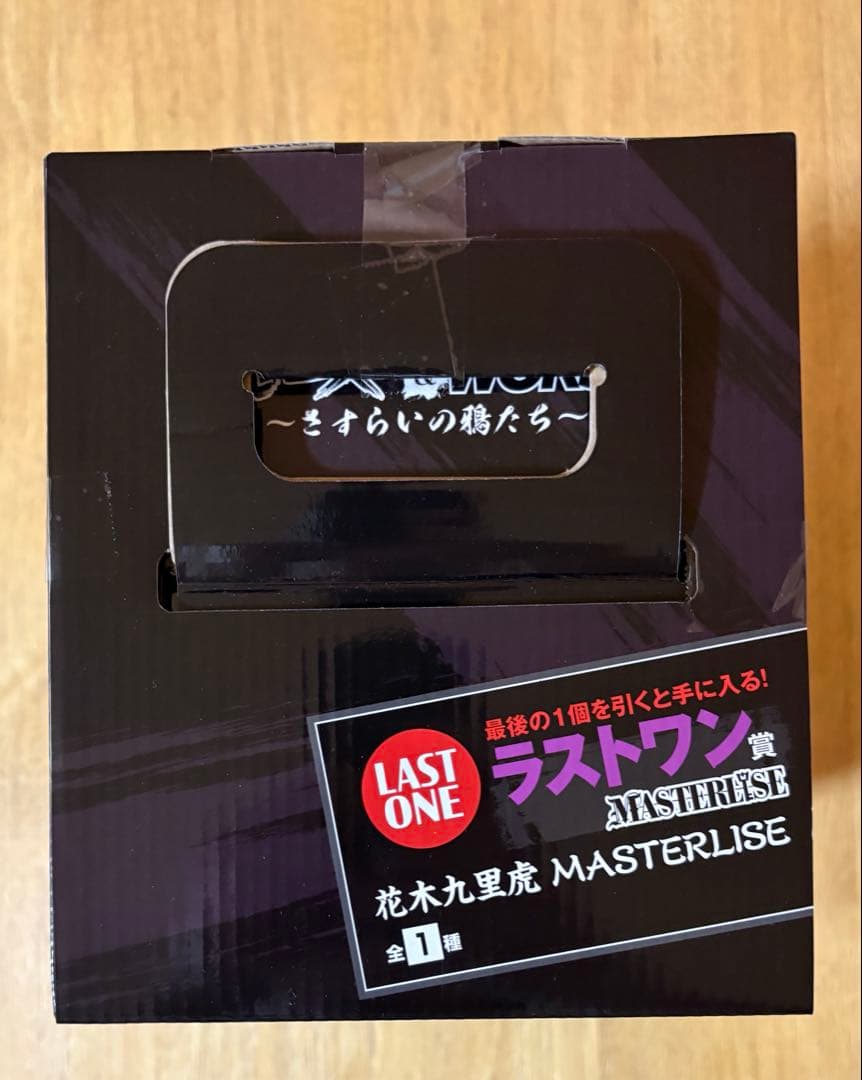 ～さすらいの鴉たち～
最後の1個を引くと手に入る!
LAST
ONE
ラストワン賞
MASTERLISE
花木九里虎 MASTERLISE
全1種